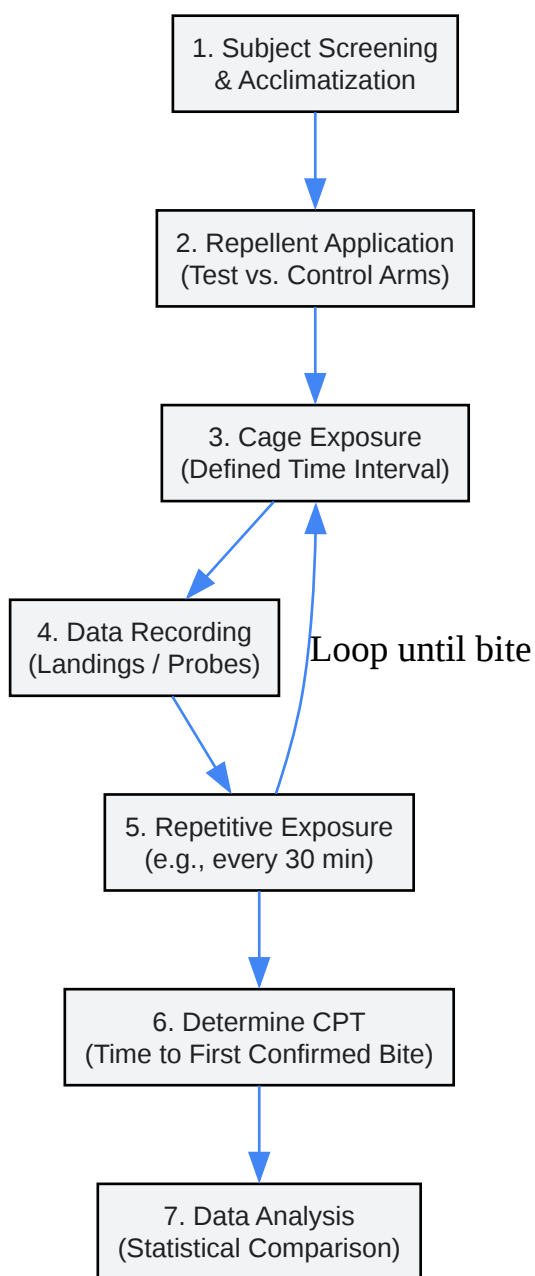 1. Subject Screening
& Acclimatization
2. Repellent Application
(Test vs. Control Arms)
3. Cage Exposure
(Defined Time Interval)
4. Data Recording
(Landings / Probes)
Loop until bite
5. Repetitive Exposure
(e.g., every 30 min)
6. Determine CPT
(Time to First Confirmed Bite)
7. Data Analysis
(Statistical Comparison)